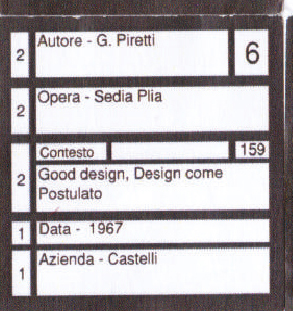 2 Autore - G. Piretti 6
2 Opera - Sedia Plia
Contesto 159
2 Good design, Design come
Postulato
1 Data - 1967
1 Azienda - Castelli